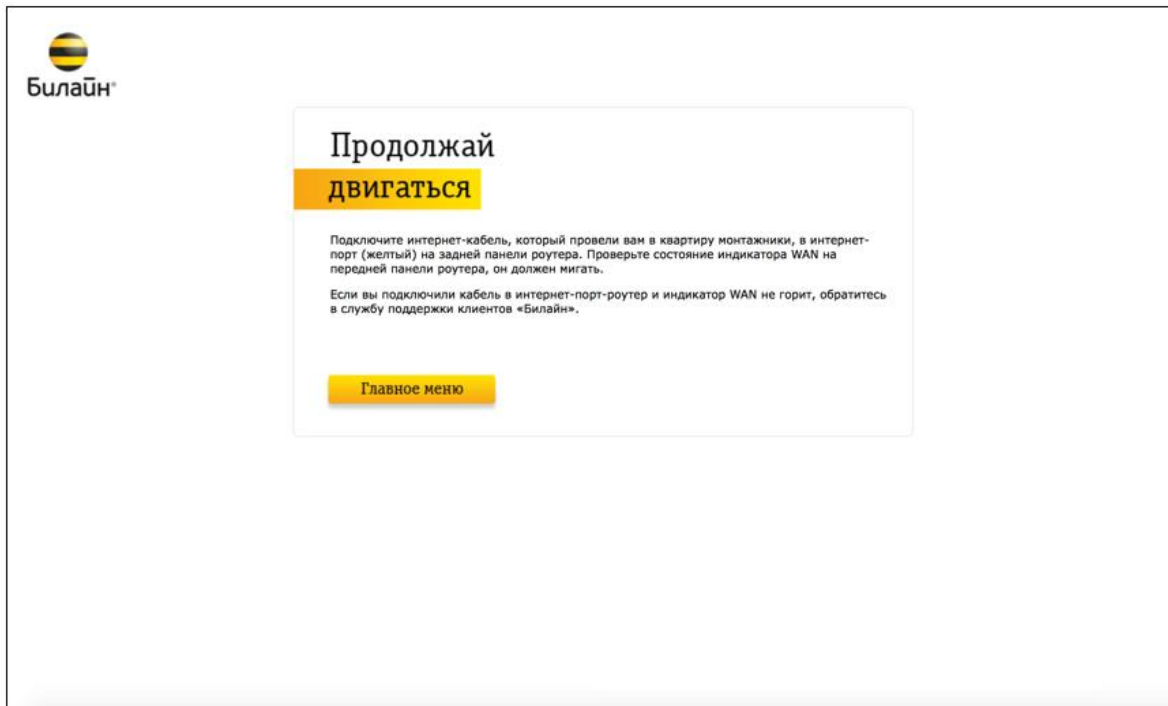 Билайн®
Продолжай
двигаться
Подключите интернет-кабель, который провели вам в квартиру монтажники, в интернет-
порт (желтый) на задней панели роутера. Проверьте состояние индикатора WAN на
передней панели роутера, он должен мигать.
Если вы подключили кабель в интернет-порт-роутер и индикатор WAN не горит, обратитесь
в службу поддержки клиентов «Билайн».
Главное меню